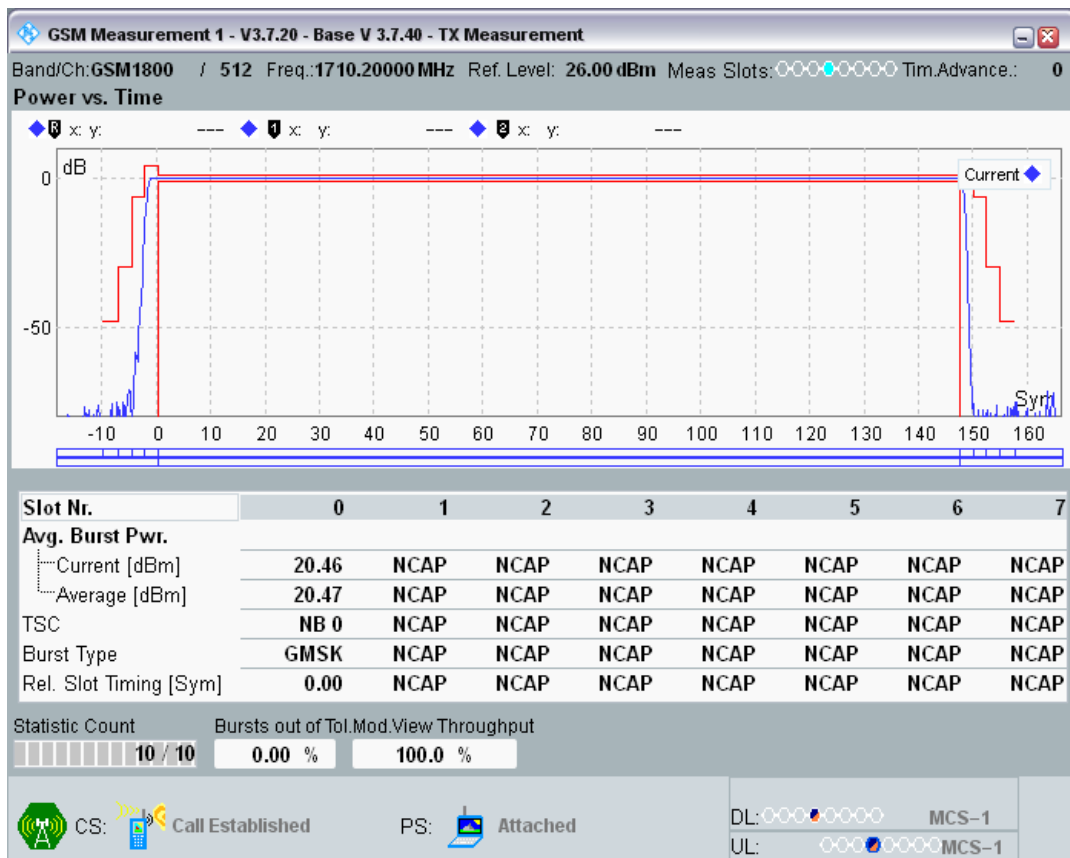 GSM Measurement 1 - V3.7.20 - Base V 3.7.40 - TX Measurement
Band/Ch:GSM1800 / 512 Freq.:1710.20000 MHz Ref. Level: 26.00 dBm Meas Slots: Tim.Advance.: 0
Power vs. Time
R x: y: --- 1 x: y: --- 2 x: y: ---
dB
0
Current
-50
Sym
-10 0 10 20 30 40 50 60 70 80 90 100 110 120 130 140 150 160
Slot Nr. 0 1 2 3 4 5 6 7
Avg. Burst Pwr.
Current [dBm] 20.46 NCAP NCAP NCAP NCAP NCAP NCAP NCAP
Average [dBm] 20.47 NCAP NCAP NCAP NCAP NCAP NCAP NCAP
TSC NB 0 NCAP NCAP NCAP NCAP NCAP NCAP NCAP
Burst Type GMSK NCAP NCAP NCAP NCAP NCAP NCAP NCAP
Rel. Slot Timing [Sym] 0.00 NCAP NCAP NCAP NCAP NCAP NCAP NCAP
Statistic Count Bursts out of Tol.Mod.View Throughput
10 / 10 0.00 % 100.0 %
CS: Call Established PS: Attached
DL: MCS-1
UL: MCS-1